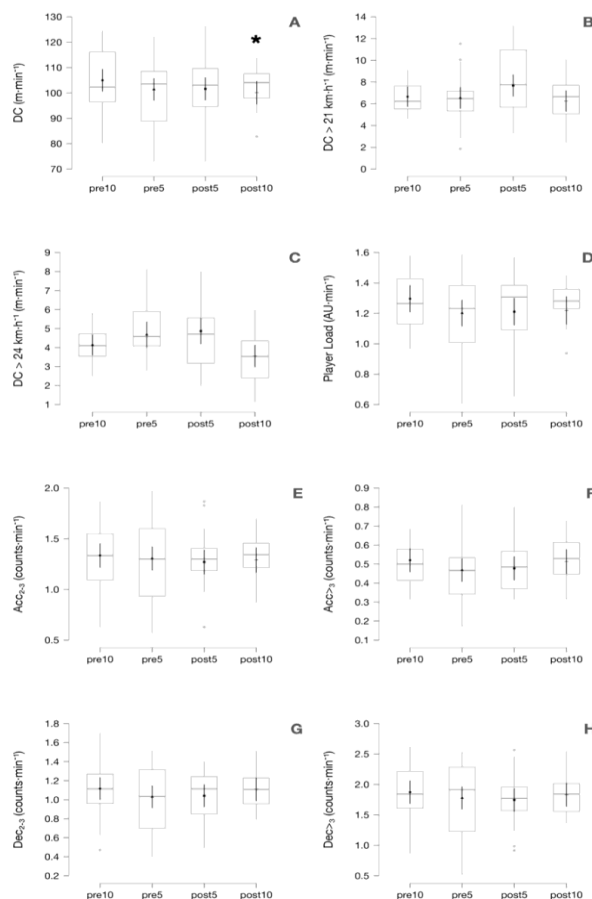 A
DC (m·min⁻¹)
130
120
110
100
90
80
70
*
pre10 pre5 post5 post10
B
DC > 21 km·h⁻¹ (m·min⁻¹)
14
12
10
8
6
4
2
0
pre10 pre5 post5 post10
C
DC > 24 km·h⁻¹ (m·min⁻¹)
9
8
7
6
5
4
3
2
1
pre10 pre5 post5 post10
D
Player Load (AU·min⁻¹)
1.6
1.4
1.2
1.0
0.8
0.6
pre10 pre5 post5 post10
E
Acc₂₋₃ (counts·min⁻¹)
2.0
1.5
1.0
0.5
pre10 pre5 post5 post10
F
Acc>₃ (counts·min⁻¹)
0.9
0.8
0.7
0.6
0.5
0.4
0.3
0.2
0.1
pre10 pre5 post5 post10
G
Dec₂₋₃ (counts·min⁻¹)
1.8
1.6
1.4
1.2
1.0
0.8
0.6
0.4
0.2
pre10 pre5 post5 post10
H
Dec>₃ (counts·min⁻¹)
3.0
2.5
2.0
1.5
1.0
0.5
pre10 pre5 post5 post10